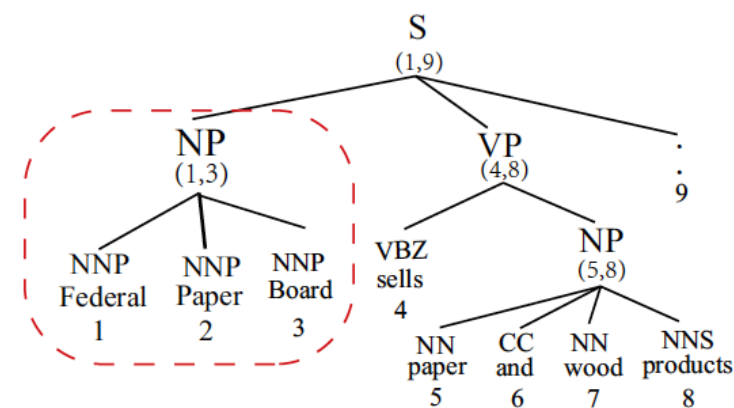 S
(1,9)
NP
(1,3)
VP
(4,8)
.
.
9
NNP
Federal
1
NNP
Paper
2
NNP
Board
3
VBZ
sells
4
NP
(5,8)
NN
paper
5
CC
and
6
NN
wood
7
NNS
products
8